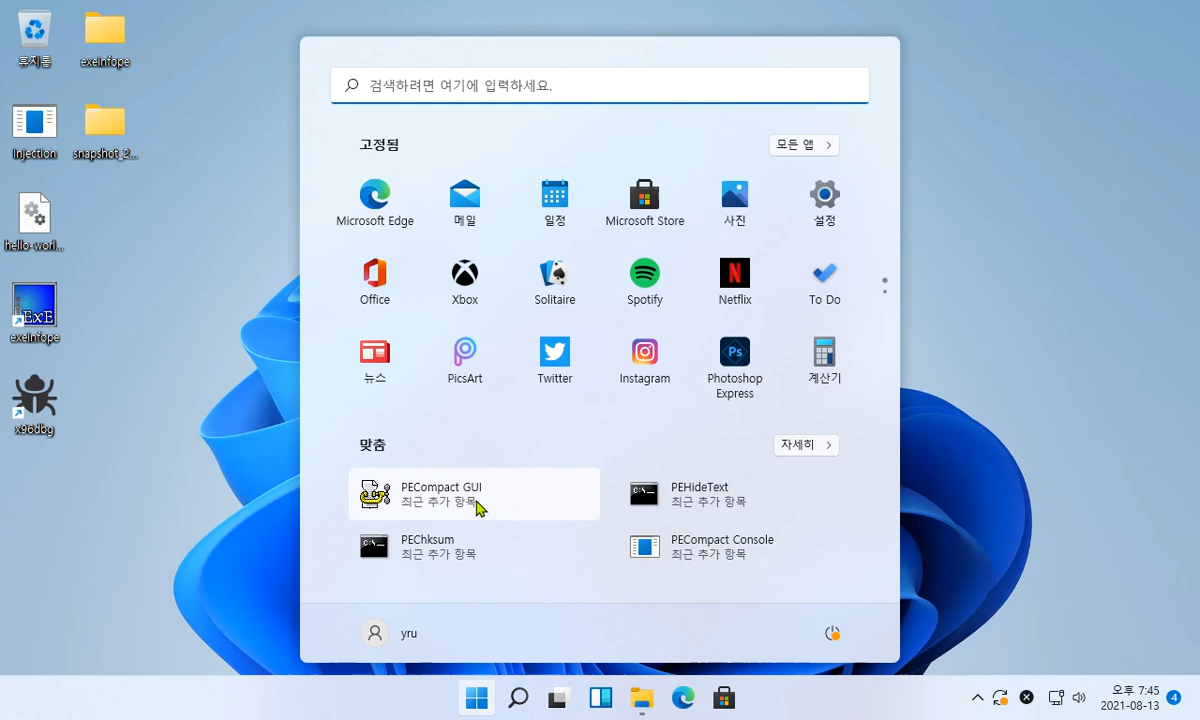 휴지통
exeinfope
Injection
snapshot_2...
hello-worl...
exeinfope
x96dbg
검색하려면 여기에 입력하세요.
고정됨
모든 앱
Microsoft Edge
메일
일정
Microsoft Store
사진
설정
Office
Xbox
Solitaire
Spotify
Netflix
To Do
뉴스
PicsArt
Twitter
Instagram
Photoshop
Express
계산기
맞춤
자세히
PECompact GUI
최근 추가 항목
PEHideText
최근 추가 항목
PEChksum
최근 추가 항목
PECompact Console
최근 추가 항목
yru
오후 7:45
2021-08-13
4